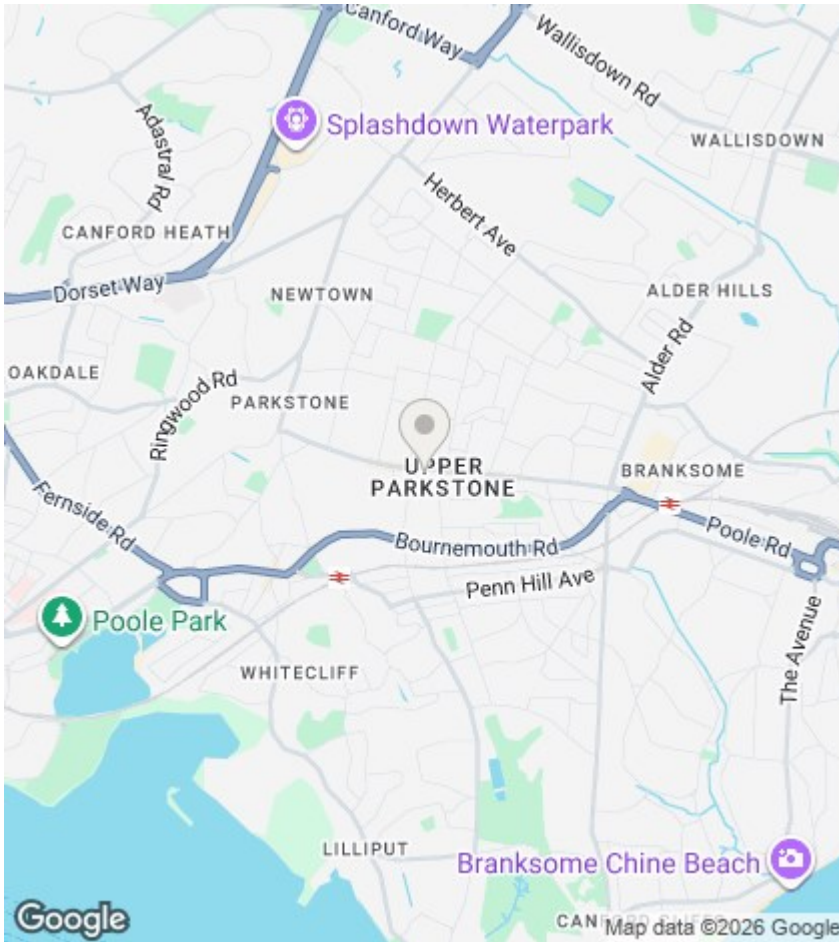 Canford Way
Wallisdown Rd
Splashdown Waterpark
WALLISDOWN
Adastral Rd
Herbert Ave
CANFORD HEATH
Dorset Way
NEWTOWN
ALDER HILLS
Alder Rd
OAKDALE
Ringwood Rd
PARKSTONE
UPPER
PARKSTONE
BRANKSOME
Fernside Rd
Bournemouth Rd
Poole Rd
Penn Hill Ave
Poole Park
The Avenue
WHITECLIFF
LILLIPUT
Branksome Chine Beach
Google
Map data ©2026 Google